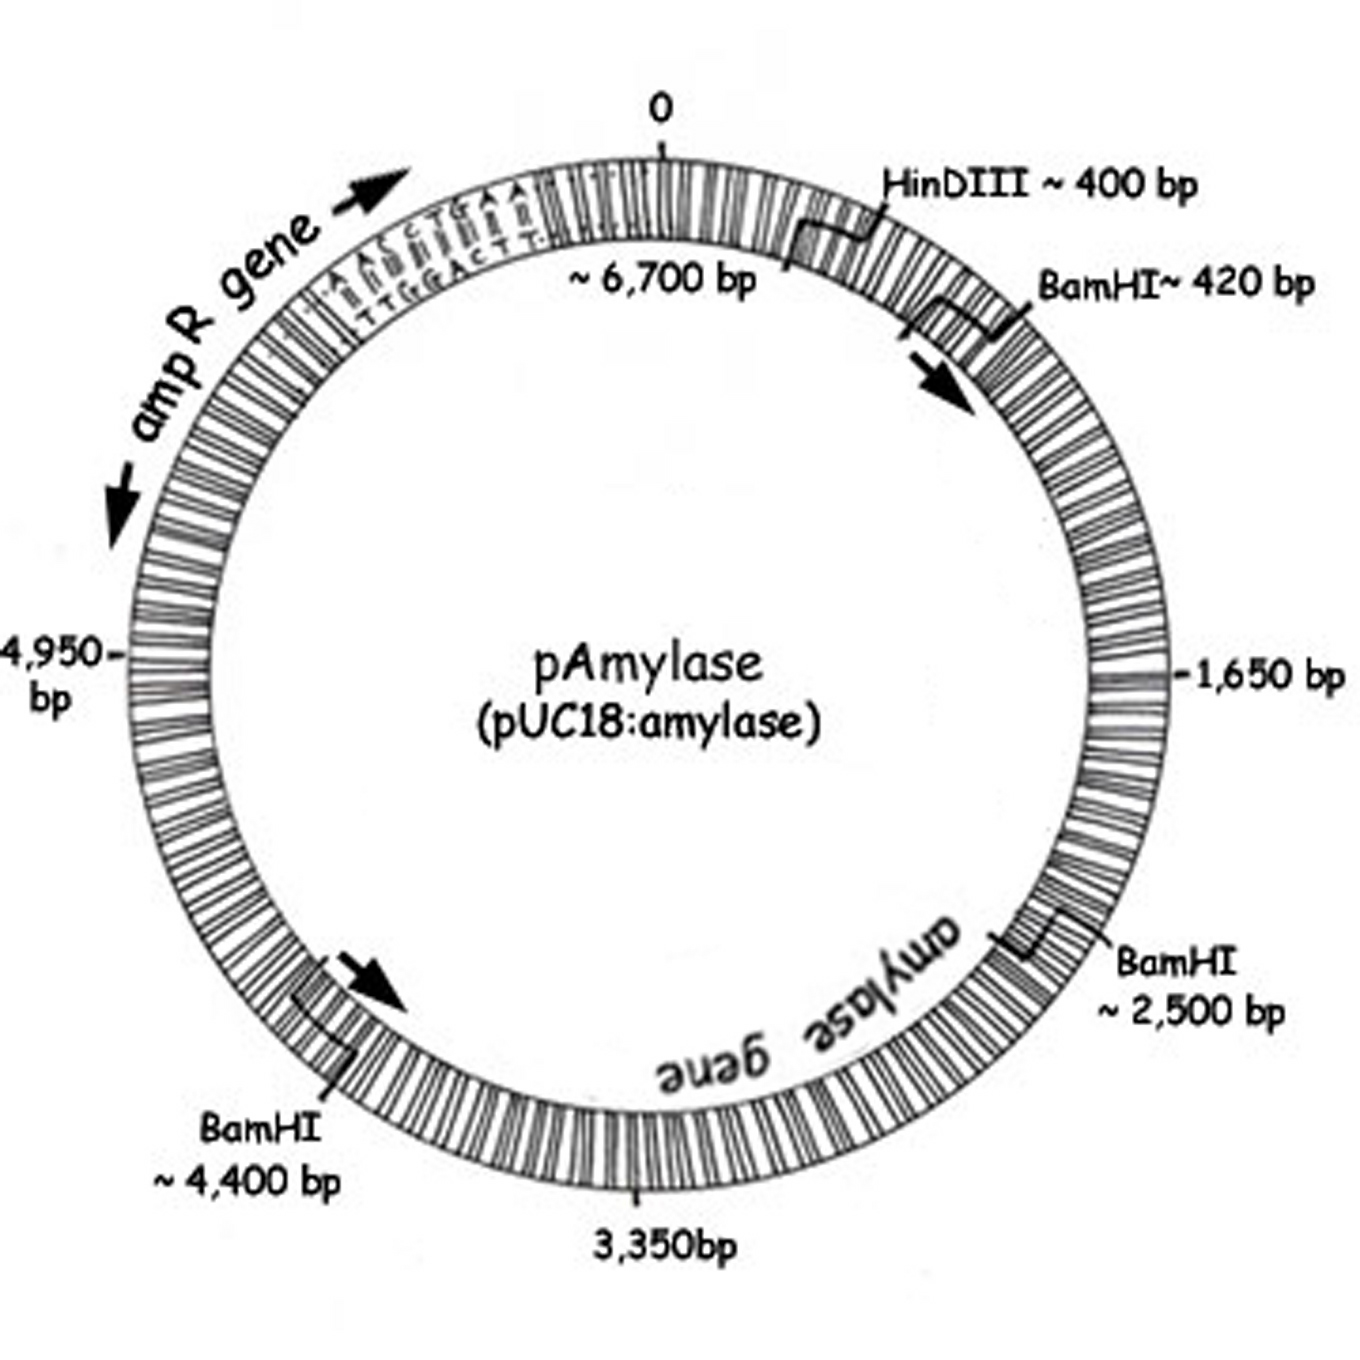 0
HinDIII ~ 400 bp
BamHI~ 420 bp
~ 6,700 bp
amp R gene
A A C C T G A A
T T G G A C T T
4,950
bp
pAmylase
(pUC18:amylase)
1,650 bp
amylase gene
BamHI
~ 2,500 bp
BamHI
~ 4,400 bp
3,350bp